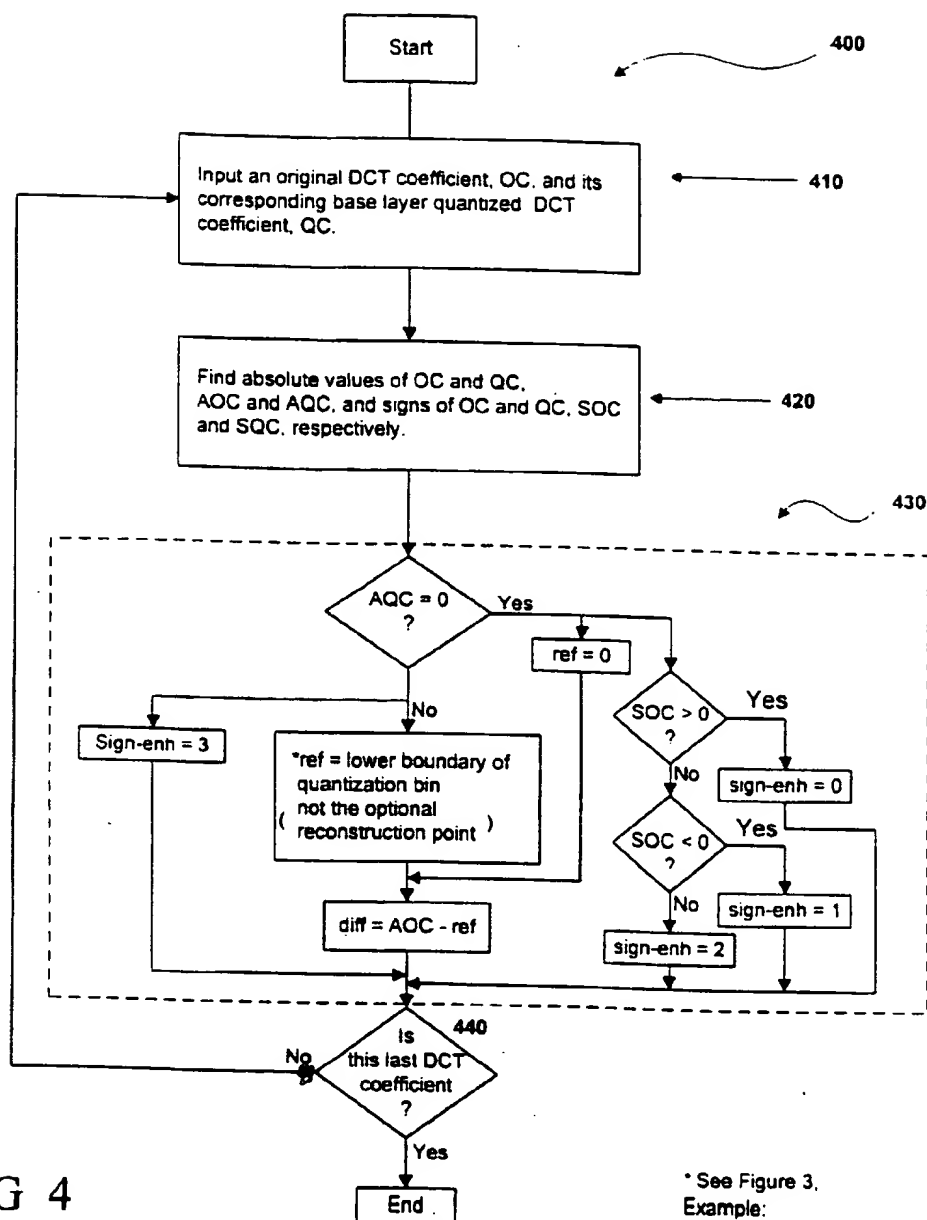 Start
400
Input an original DCT coefficient, OC, and its
corresponding base layer quantized DCT
coefficient, QC.
410
Find absolute values of OC and QC,
AOC and AQC, and signs of OC and QC, SOC
and SQC, respectively.
420
430
AQC = 0
?
Yes
ref = 0
No
Sign-enh = 3
*ref = lower boundary of
quantization bin
( not the optional
reconstruction point )
SOC > 0
?
Yes
No
sign-enh = 0
SOC < 0
?
Yes
No
sign-enh = 1
diff = AOC - ref
sign-enh = 2
440
Is
this last DCT
coefficient
?
No
Yes
End
G 4
* See Figure 3,
Example: